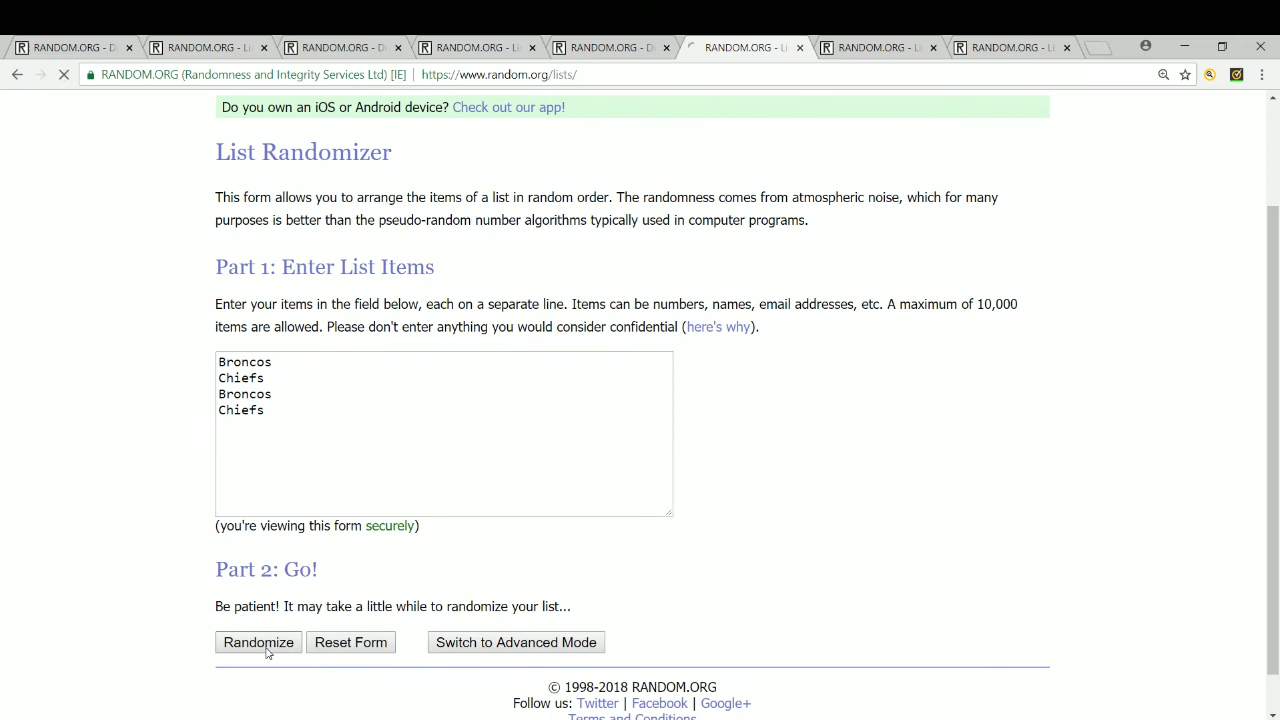 RANDOM.ORG - D
RANDOM.ORG - Li
RANDOM.ORG - D
RANDOM.ORG - Li
RANDOM.ORG - D
RANDOM.ORG - Li
RANDOM.ORG - Li
RANDOM.ORG - Li
RANDOM.ORG (Randomness and Integrity Services Ltd) [IE] https://www.random.org/lists/
Do you own an iOS or Android device? Check out our app!
List Randomizer
This form allows you to arrange the items of a list in random order. The randomness comes from atmospheric noise, which for many
purposes is better than the pseudo-random number algorithms typically used in computer programs.
Part 1: Enter List Items
Enter your items in the field below, each on a separate line. Items can be numbers, names, email addresses, etc. A maximum of 10,000
items are allowed. Please don't enter anything you would consider confidential (here's why).
Broncos
Chiefs
Broncos
Chiefs
(you're viewing this form securely)
Part 2: Go!
Be patient! It may take a little while to randomize your list...
Randomize Reset Form Switch to Advanced Mode
© 1998-2018 RANDOM.ORG
Follow us: Twitter | Facebook | Google+
Terms and Conditions